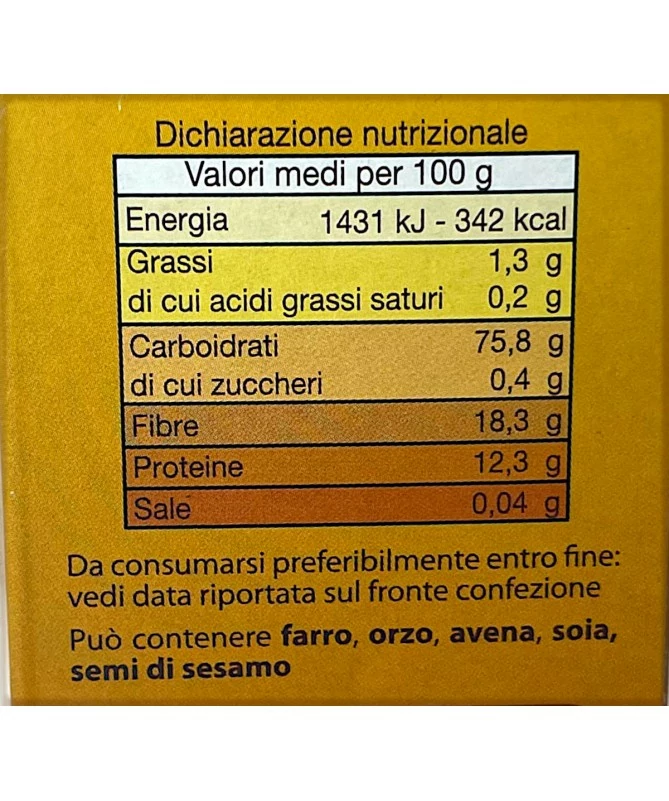 Dichiarazione nutrizionale
Valori medi per 100 g
Energia 1431 kJ - 342 kcal
Grassi 1,3 g
di cui acidi grassi saturi 0,2 g
Carboidrati 75,8 g
di cui zuccheri 0,4 g
Fibre 18,3 g
Proteine 12,3 g
Sale 0,04 g
Da consumarsi preferibilmente entro fine:
vedi data riportata sul fronte confezione
Può contenere farro, orzo, avena, soia,
semi di sesamo